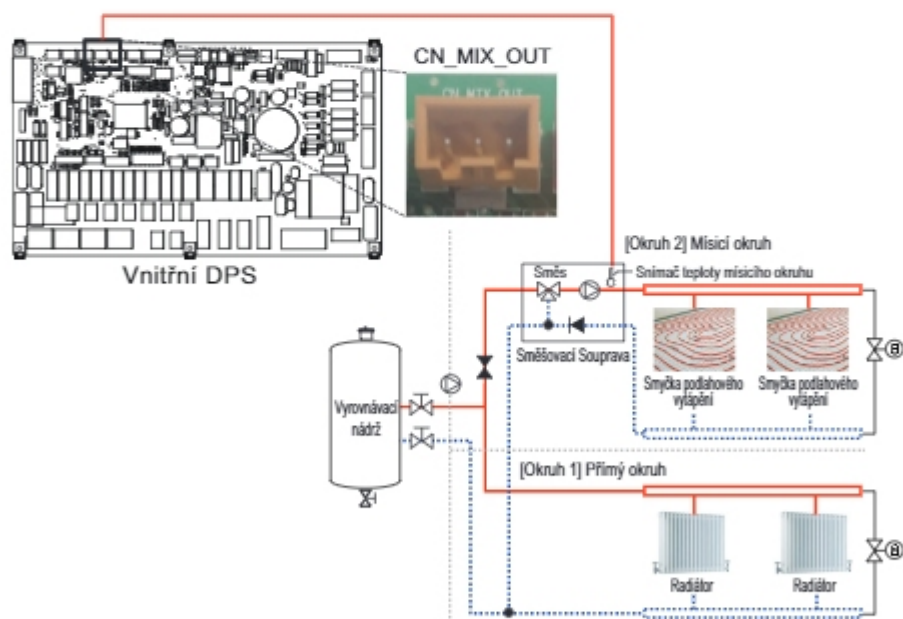 CN_MIX_OUT
CN_MIX_OUT
Vnitřní DPS
[Okruh 2] Mísicí okruh
Směs
Snímač teploty mísicího okruhu
Směšovací Souprava
Smyčka podlahového
vytápění
Smyčka podlahového
vytápění
Vyrovnávací
nádrž
[Okruh 1] Přímý okruh
Radiátor
Radiátor